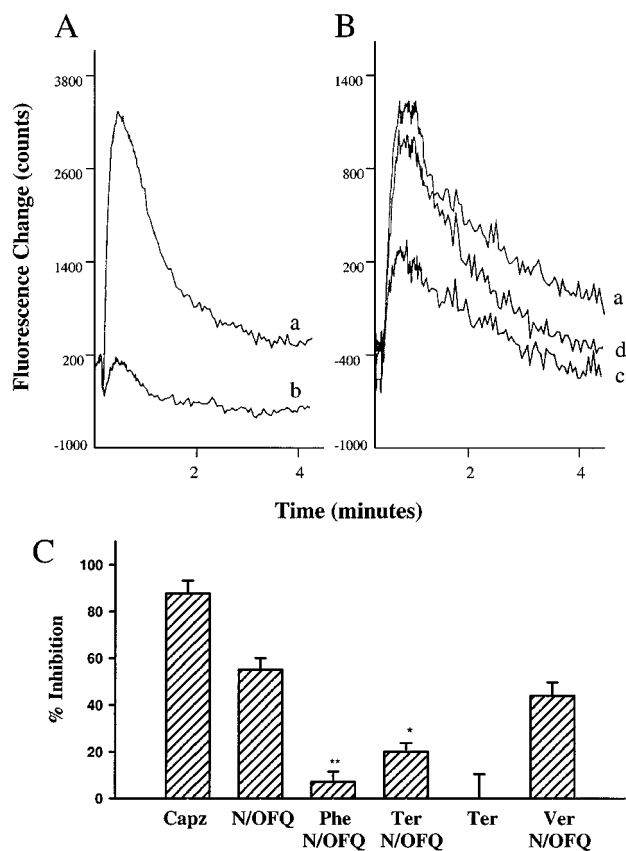 A
B
Fluorescence Change (counts)
3800
2600
1400
200
-1000
a
b
2
4
1400
800
200
-400
-1000
a
d
c
2
4
Time (minutes)
C
% Inhibition
100
80
60
40
20
0
**
*
Capz
N/OFQ
Phe
N/OFQ
Ter
N/OFQ
Ter
Ver
N/OFQ